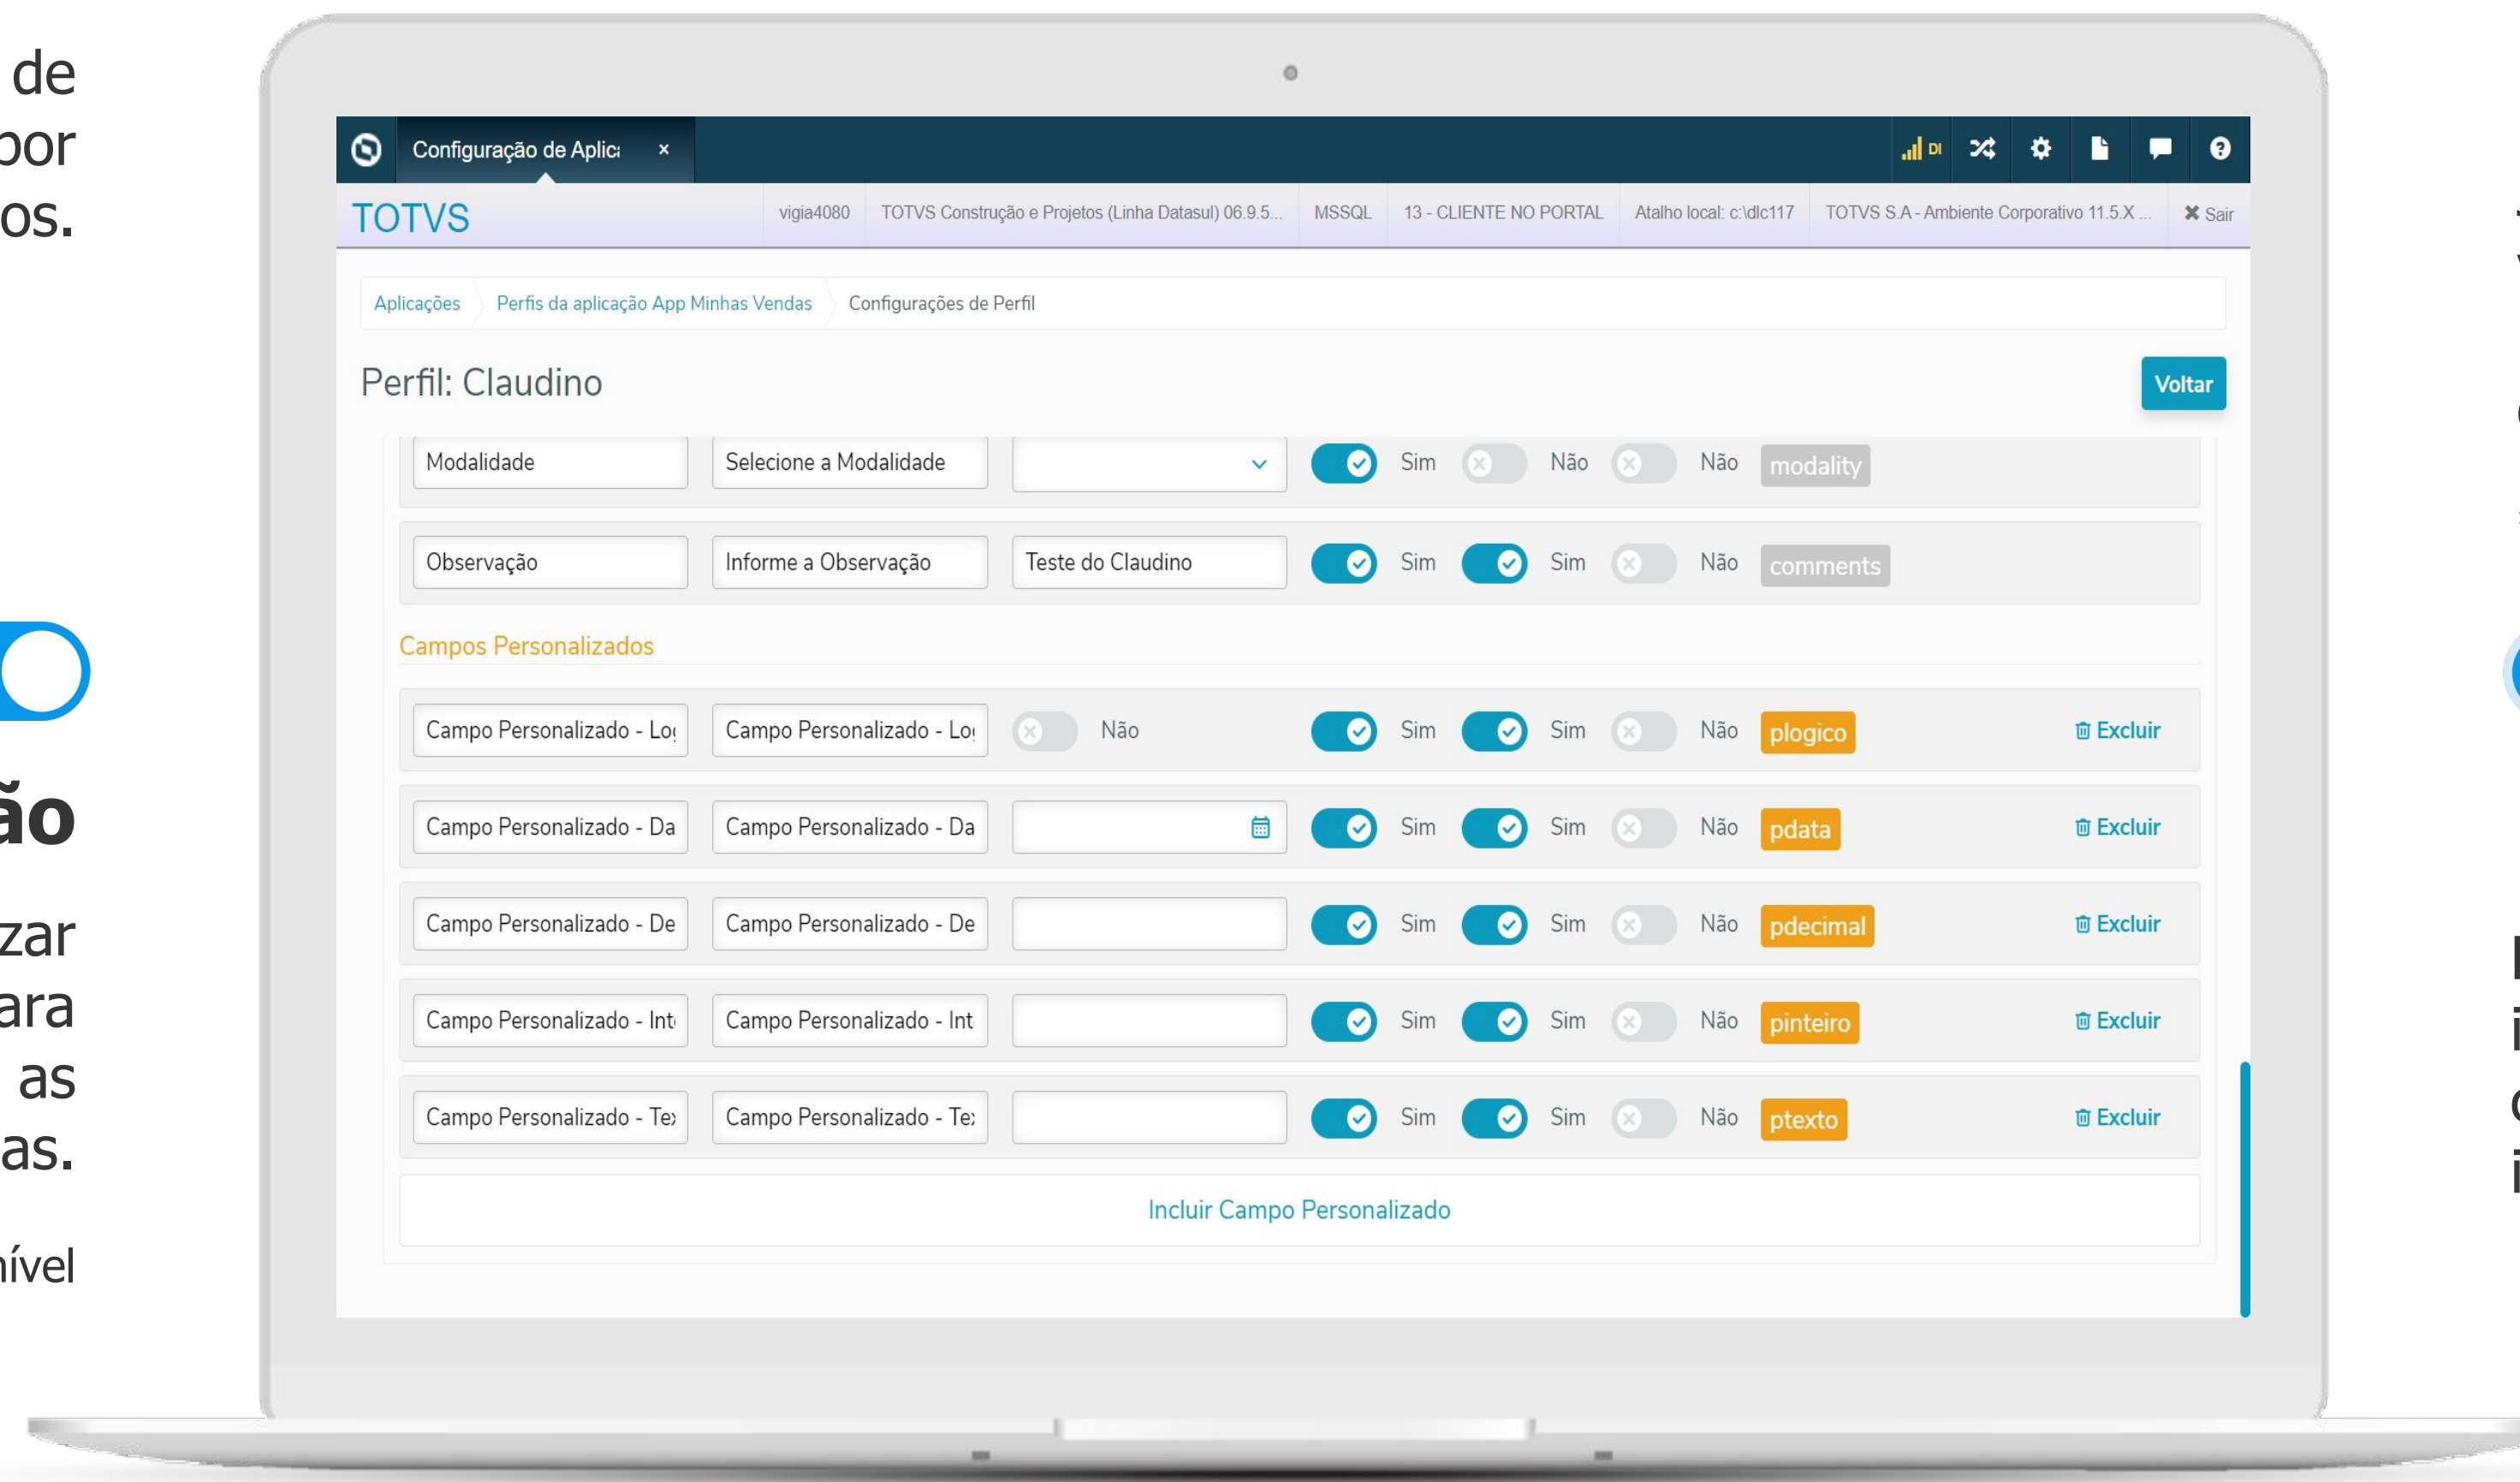 de
por
os.
ão
zar
ara
as
as.
nível
Configuração de Aplic
DI
TOTVS
vigia4080 TOTVS Construção e Projetos (Linha Datasul) 06.9.5... MSSQL 13 - CLIENTE NO PORTAL Atalho local: c:\dlc117 TOTVS S.A - Ambiente Corporativo 11.5.X ... Sair
Aplicações Perfis da aplicação App Minhas Vendas Configurações de Perfil
Perfil: Claudino Voltar
Modalidade Selecione a Modalidade Sim Não Não modality
Observação Informe a Observação Teste do Claudino Sim Sim Não comments
Campos Personalizados
Campo Personalizado - Log Campo Personalizado - Log Não Sim Sim Não plogico Excluir
Campo Personalizado - Da Campo Personalizado - Da Sim Sim Não pdata Excluir
Campo Personalizado - De Campo Personalizado - De Sim Sim Não pdecimal Excluir
Campo Personalizado - Int Campo Personalizado - Int Sim Sim Não pinteiro Excluir
Campo Personalizado - Tex Campo Personalizado - Tex Sim Sim Não ptexto Excluir
Incluir Campo Personalizado